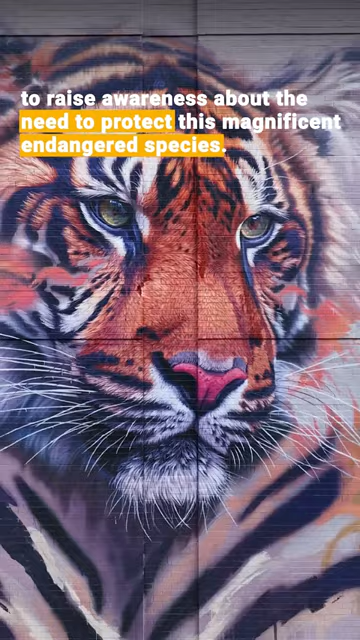 to raise awareness about the
need to protect this magnificent
endangered species.